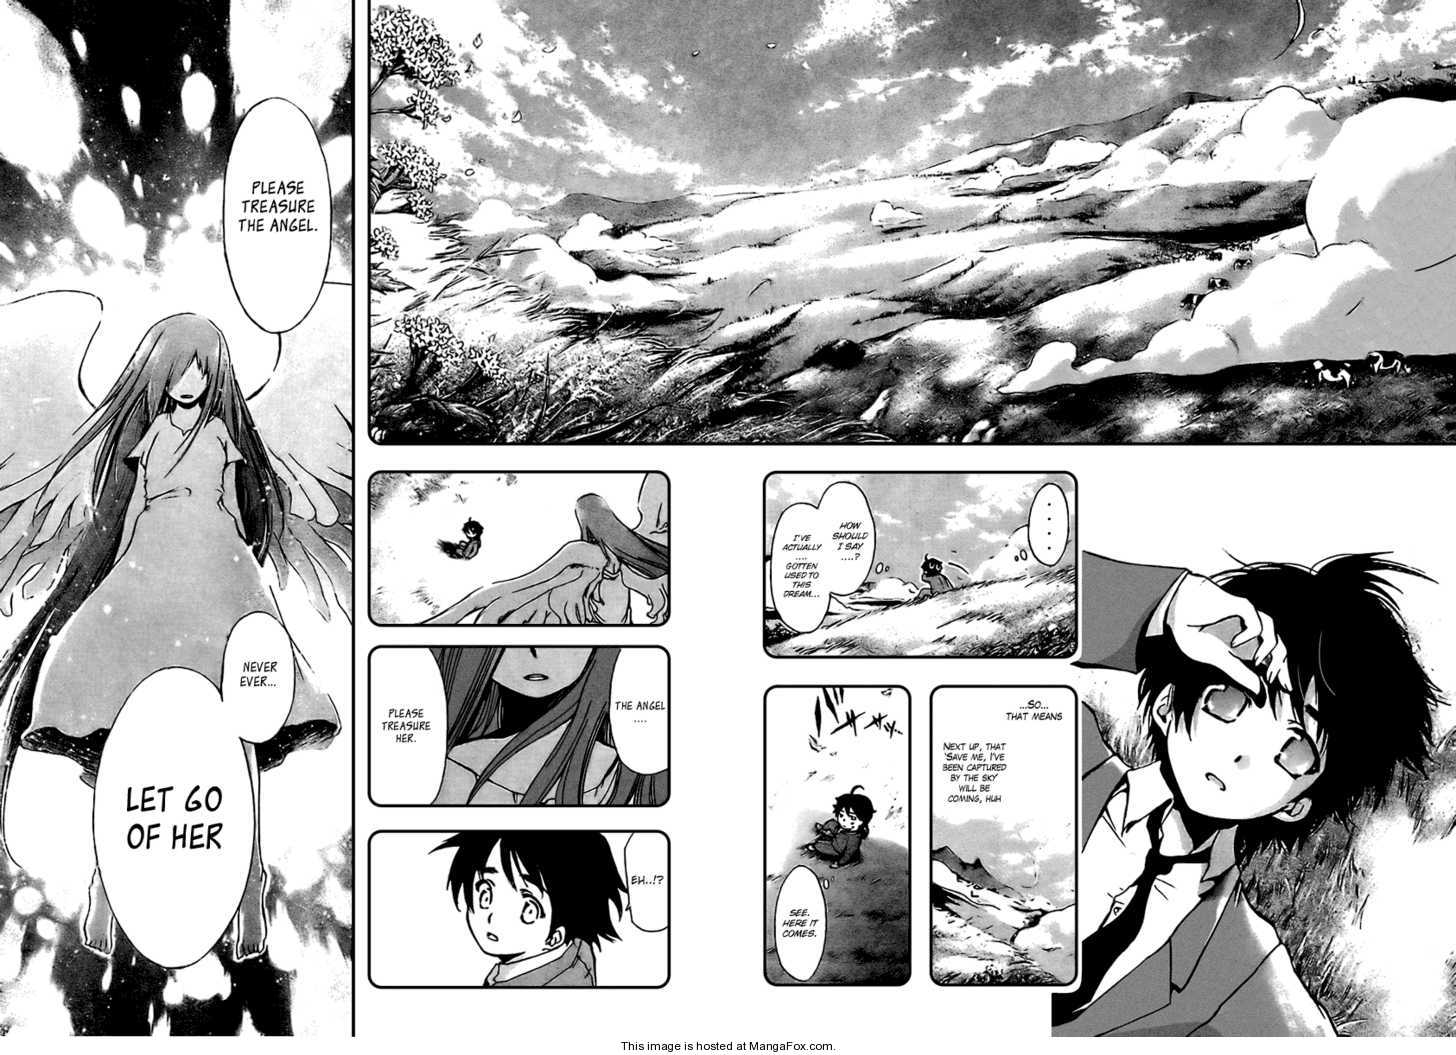 . . . .
HOW
SHOULD
I SAY
....?
I'VE
ACTUALLY
....
GOTTEN
USED TO
THIS
DREAM...
...SO...
THAT MEANS
NEXT UP, THAT
'SAVE ME, I'VE
BEEN CAPTURED
BY THE SKY'
WILL BE
COMING, HUH
SEE.
HERE IT
COMES.
THE ANGEL
....
PLEASE
TREASURE
HER.
EH..!?
PLEASE
TREASURE
THE ANGEL.
NEVER
EVER...
LET GO
OF HER
This image is hosted at MangaFox.com.